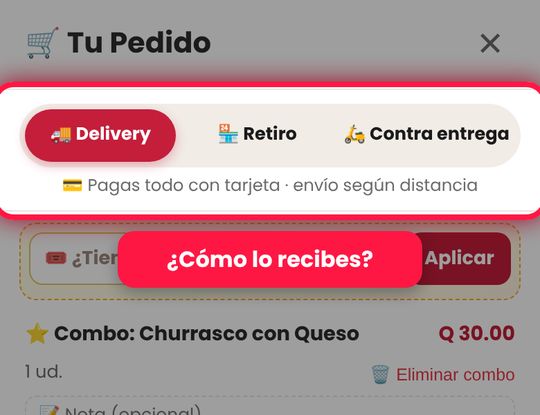 Tu Pedido
Delivery Retiro Contra entrega
Pagas todo con tarjeta · envío según distancia
¿Tier ¿Cómo lo recibes? Aplicar
Combo: Churrasco con Queso Q 30.00
1 ud. Eliminar combo
Nota (opcional)